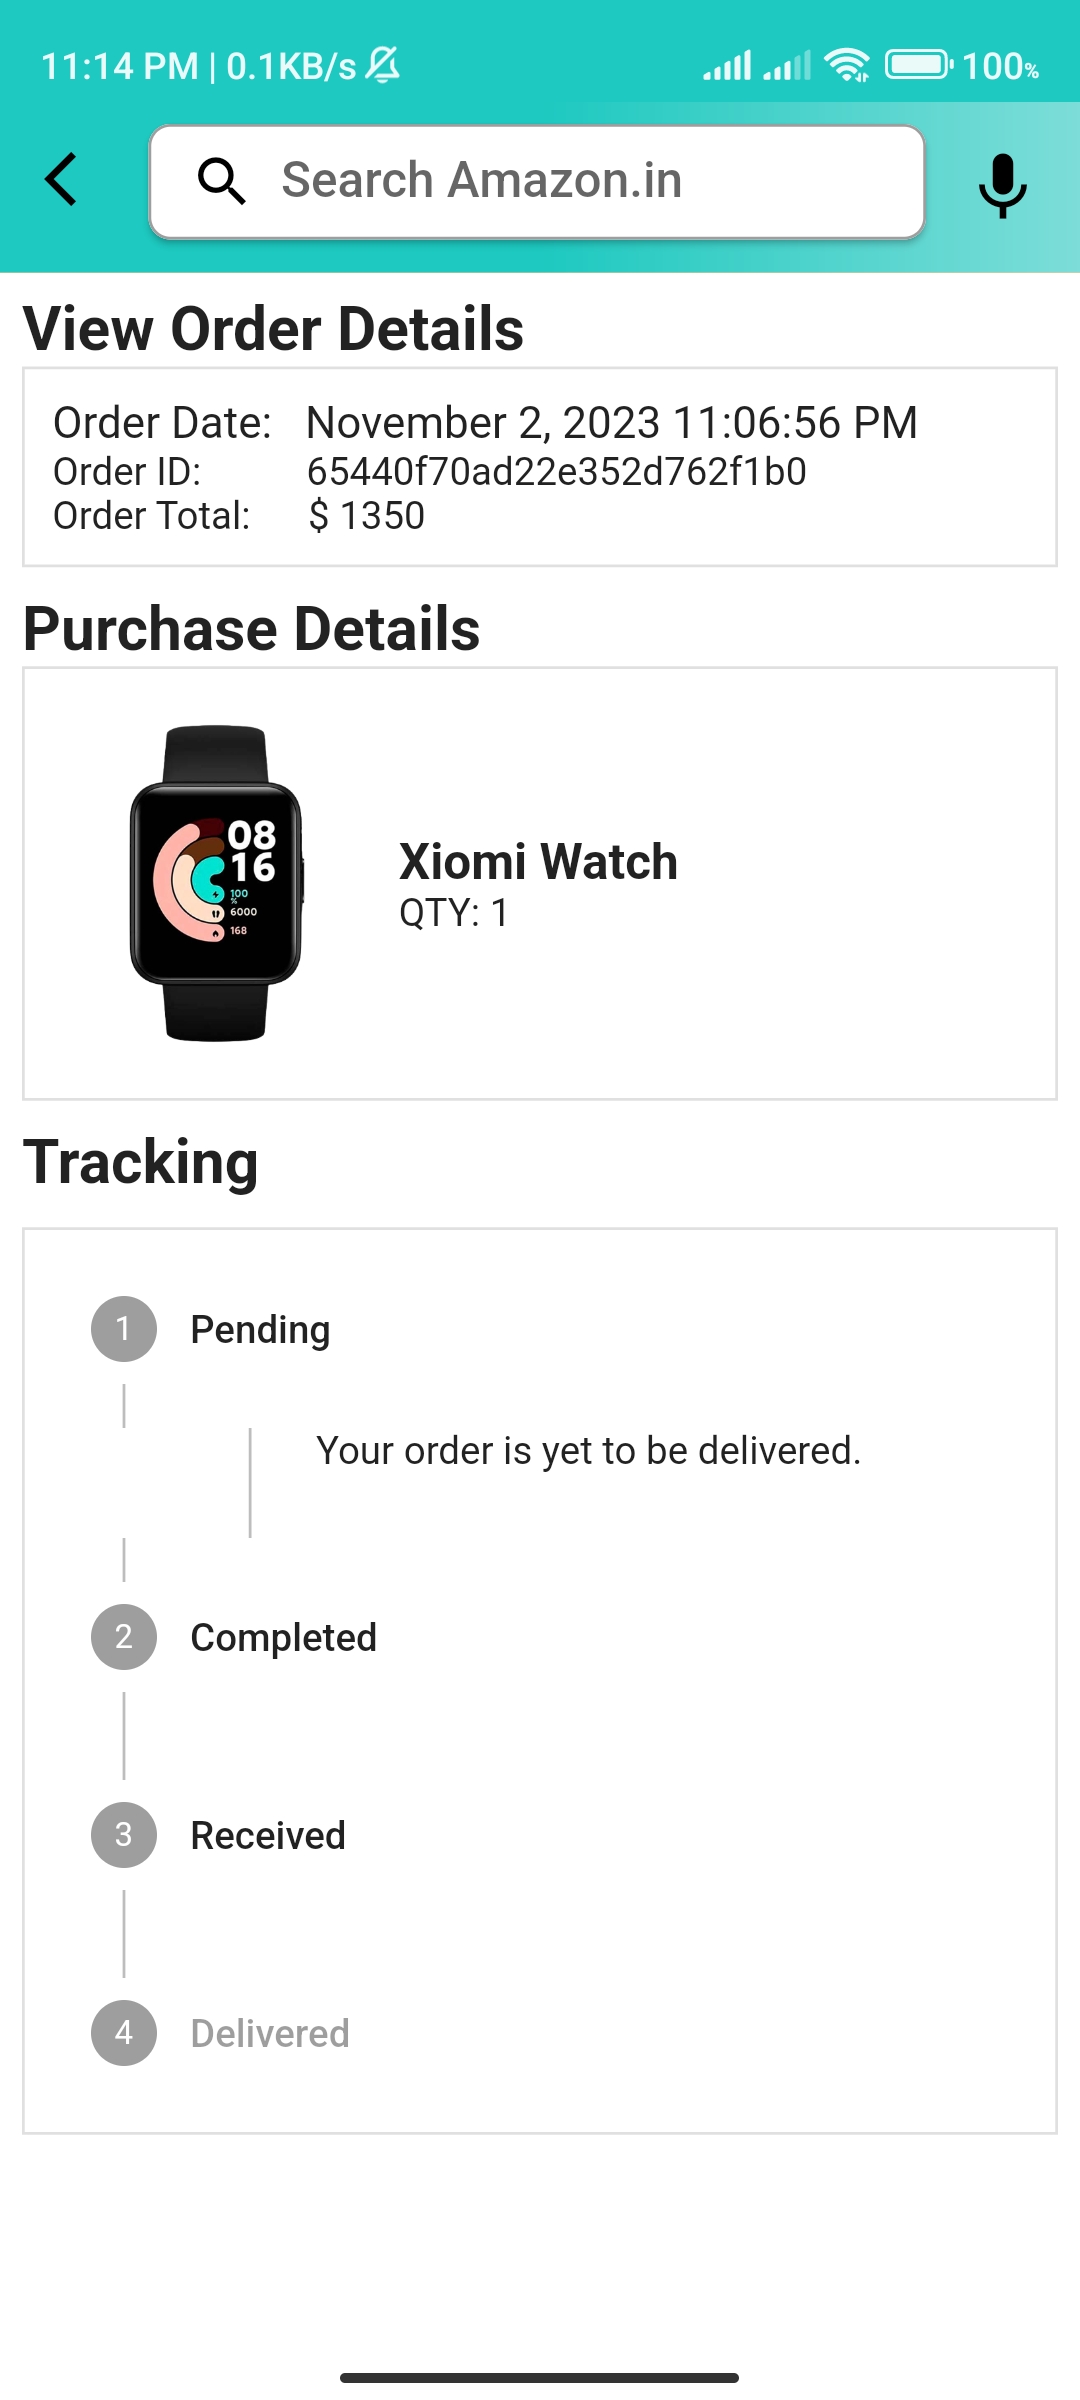 11:14 PM | 0.1KB/s 100%
Search Amazon.in
View Order Details
Order Date: November 2, 2023 11:06:56 PM
Order ID: 65440f70ad22e352d762f1b0
Order Total: $ 1350
Purchase Details
08
16
100
%
6000
168
Xiomi Watch
QTY: 1
Tracking
1 Pending
Your order is yet to be delivered.
2 Completed
3 Received
4 Delivered